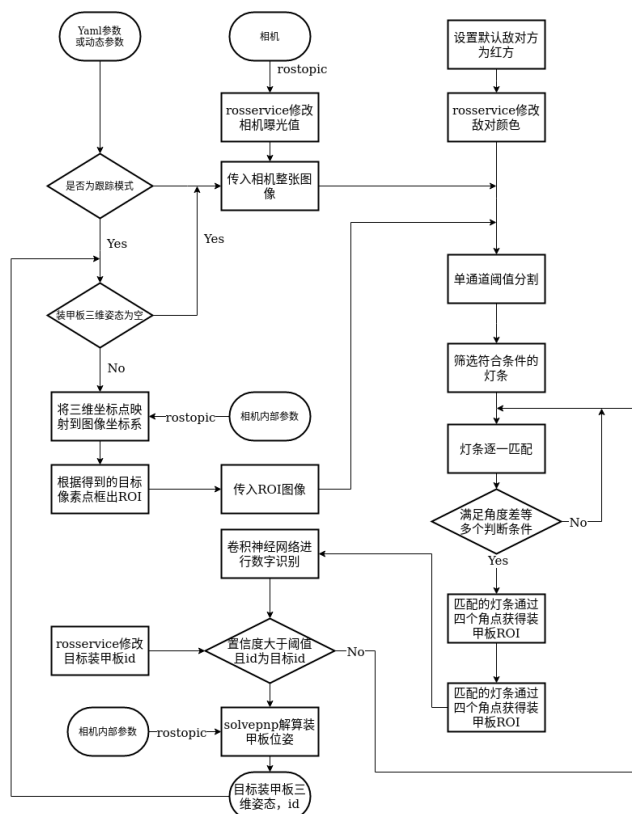 Yaml参数
或动态参数
相机
rostopic
设置默认敌对方
为红方
rosservice修改
相机曝光值
rosservice修改
敌对颜色
是否为跟踪模式
传入相机整张图
像
Yes
Yes
单通道阈值分割
装甲板三维姿态为空
No
筛选符合条件的
灯条
将三维坐标点映
射到图像坐标系
rostopic
相机内部参数
灯条逐一匹配
根据得到的目标
像素点框出ROI
传入ROI图像
满足角度差等
多个判断条件
No
Yes
卷积神经网络进
行数字识别
匹配的灯条通过
四个角点获得装
甲板ROI
rosservice修改
目标装甲板id
置信度大于阈值
且id为目标id
No
匹配的灯条通过
四个角点获得装
甲板ROI
相机内部参数
rostopic
solvepnp解算装
甲板位姿
目标装甲板三
维姿态，id